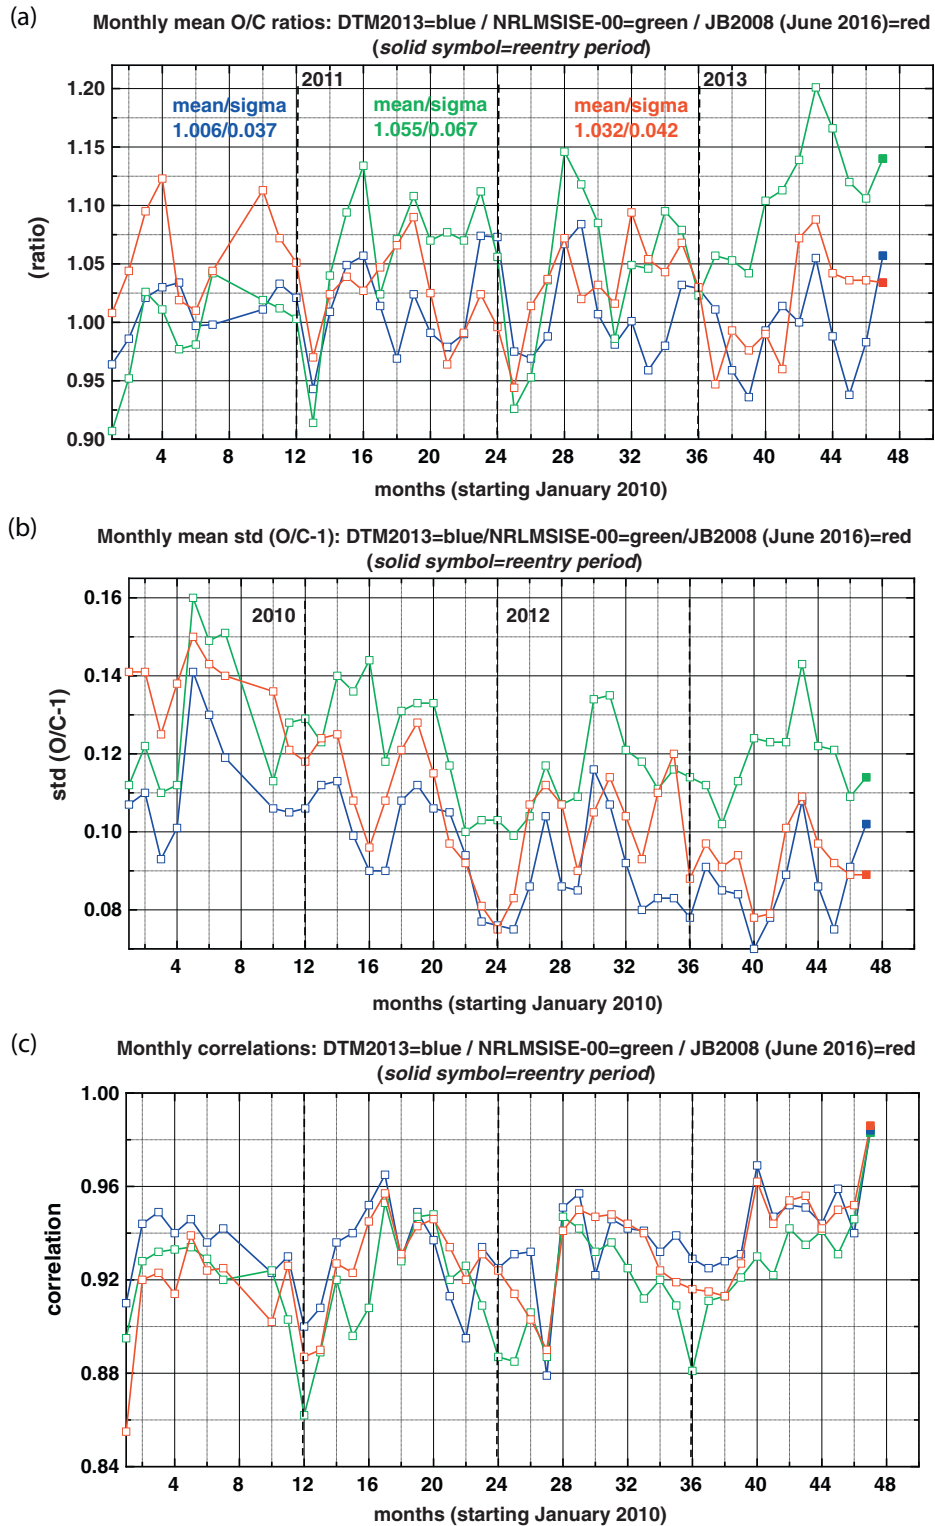 (a)
Monthly mean O/C ratios: DTM2013=blue / NRLMSISE-00=green / JB2008 (June 2016)=red
(solid symbol=reentry period)
2011
2013
mean/sigma
1.006/0.037
mean/sigma
1.055/0.067
mean/sigma
1.032/0.042
1.20
1.15
1.10
1.05
1.00
0.95
0.90
(ratio)
4 8 12 16 20 24 28 32 36 40 44 48
months (starting January 2010)
(b)
Monthly mean std (O/C-1): DTM2013=blue/NRLMSISE-00=green/JB2008 (June 2016)=red
(solid symbol=reentry period)
2010
2012
0.16
0.14
0.12
0.10
0.08
std (O/C-1)
4 8 12 16 20 24 28 32 36 40 44 48
months (starting January 2010)
(c)
Monthly correlations: DTM2013=blue / NRLMSISE-00=green / JB2008 (June 2016)=red
(solid symbol=reentry period)
1.00
0.96
0.92
0.88
0.84
correlation
4 8 12 16 20 24 28 32 36 40 44 48
months (starting January 2010)